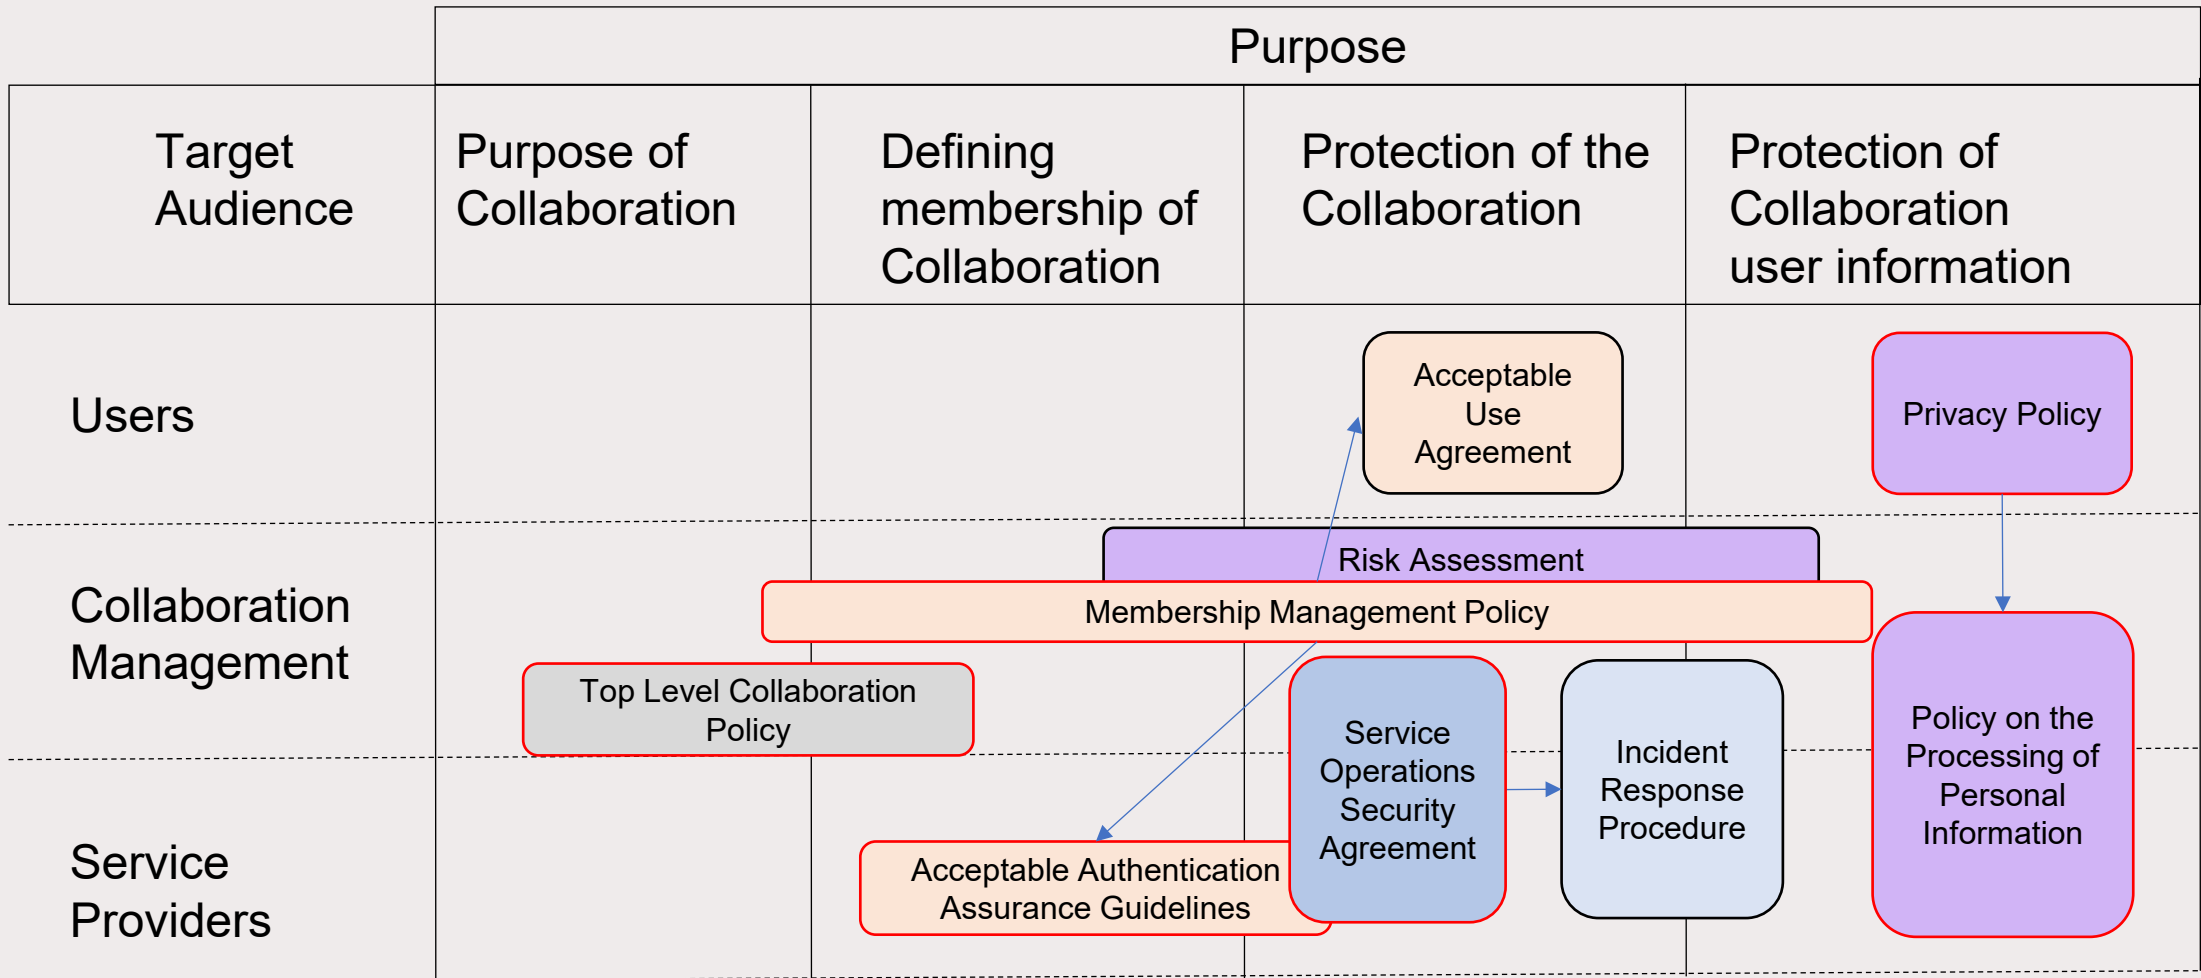 Purpose
Target
Audience
Purpose of
Collaboration
Defining
membership of
Collaboration
Protection of the
Collaboration
Protection of
Collaboration
user information
Users
Acceptable
Use
Agreement
Privacy Policy
Collaboration
Management
Risk Assessment
Membership Management Policy
Top Level Collaboration
Policy
Service
Operations
Security
Agreement
Incident
Response
Procedure
Policy on the
Processing of
Personal
Information
Service
Providers
Acceptable Authentication
Assurance Guidelines